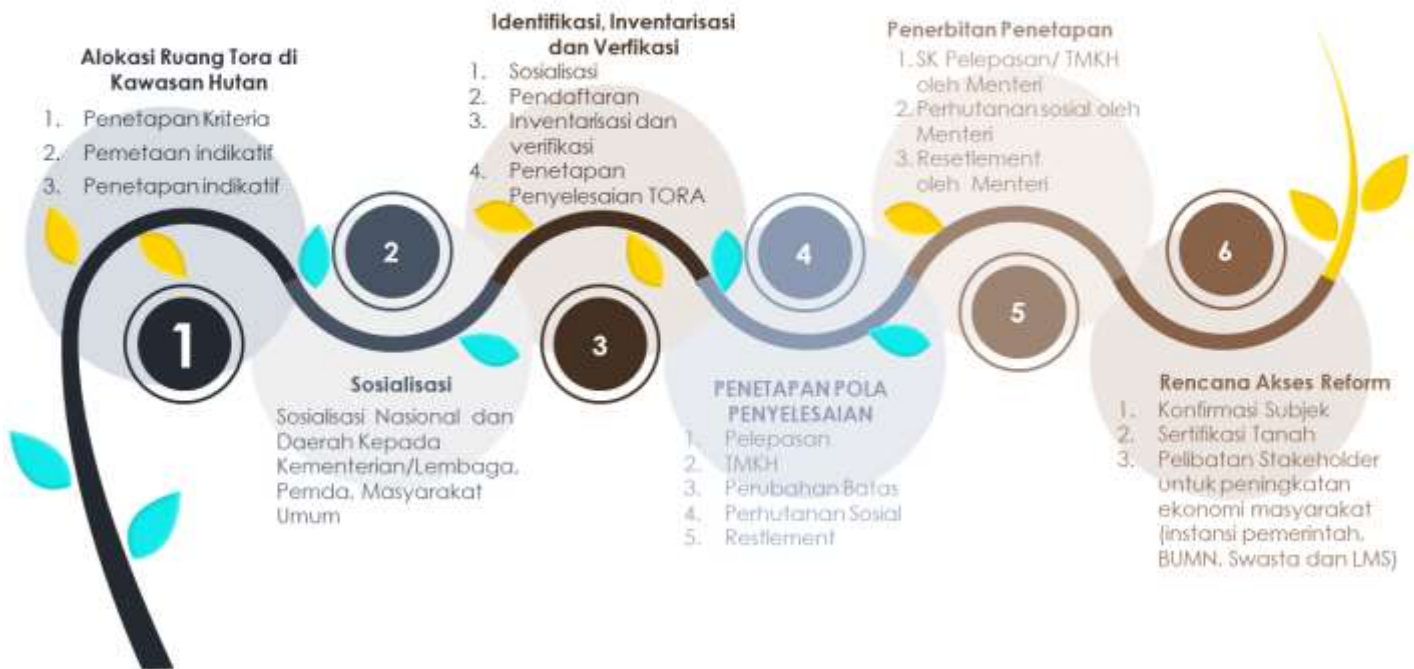 Alokasi Ruang Tora di
Kawasan Hutan
1. Penetapan Kriteria
2. Pemetaan indikatif
3. Penetapan indikatif
1
2
Sosialisasi
Sosialisasi Nasional dan
Daerah Kepada
Kementerian/Lembaga,
Pemda, Masyarakat
Umum
Identifikasi, Inventarisasi
dan Verfikasi
1. Sosialisasi
2. Pendaftaran
3. Inventarisasi dan
verifikasi
4. Penetapan
Penyelesaian TORA
3
4
PENETAPAN POLA
PENYELESAIAN
1. Pelepasan
2. TMKH
3. Perubahan Batas
4. Perhutanan Sosial
5. Restlement
Penerbitan Penetapan
1. SK Pelepasan/ TMKH
oleh Menteri
2. Perhutanan sosial oleh
Menteri
3. Resetlement
oleh Menteri
5
6
Rencana Akses Reform
1. Konfirmasi Subjek
2. Sertifikasi Tanah
3. Pelibatan Stakeholder
untuk peningkatan
ekonomi masyarakat
(instansi pemerintah,
BUMN, Swasta dan LMS)